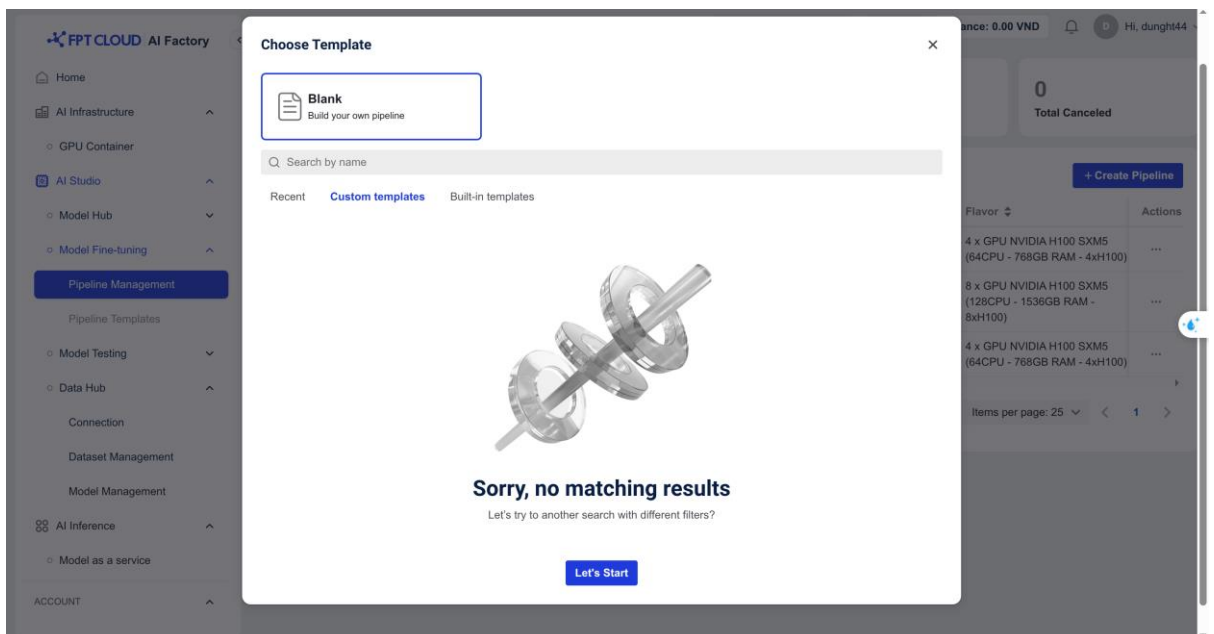 FPT CLOUD AI Factory
Home
AI Infrastructure
GPU Container
AI Studio
Model Hub
Model Fine-tuning
Pipeline Management
Pipeline Templates
Model Testing
Data Hub
Connection
Dataset Management
Model Management
AI Inference
Model as a service
ACCOUNT
Choose Template
Blank
Build your own pipeline
Search by name
Recent Custom templates Built-in templates
Sorry, no matching results
Let's try to another search with different filters?
Let's Start
ance: 0.00 VND D Hi, dunght44
0
Total Canceled
+ Create Pipeline
Flavor Actions
4 x GPU NVIDIA H100 SXM5
(64CPU - 768GB RAM - 4xH100)
8 x GPU NVIDIA H100 SXM5
(128CPU - 1536GB RAM -
8xH100)
4 x GPU NVIDIA H100 SXM5
(64CPU - 768GB RAM - 4xH100)
Items per page: 25 1